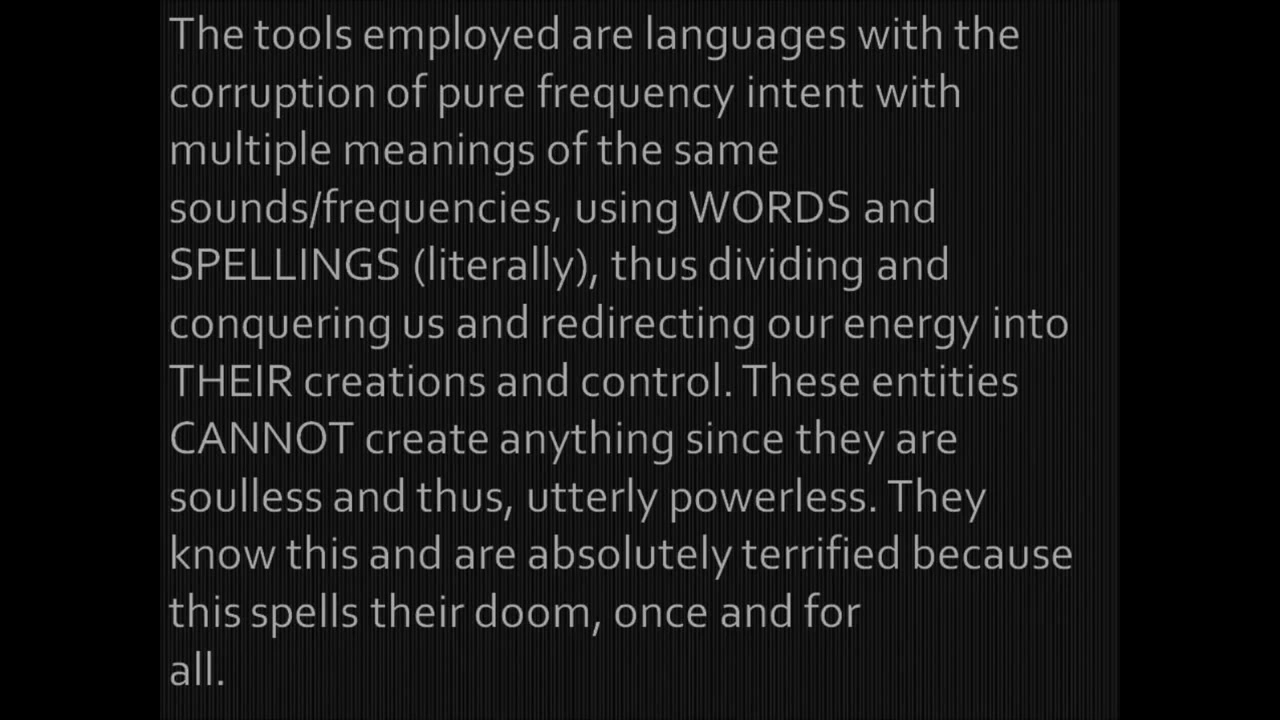 The tools employed are languages with the
corruption of pure frequency intent with
multiple meanings of the same
sounds/frequencies, using WORDS and
SPELLINGS (literally), thus dividing and
conquering us and redirecting our energy into
THEIR creations and control. These entities
CANNOT create anything since they are
soulless and thus, utterly powerless. They
know this and are absolutely terrified because
this spells their doom, once and for
all.